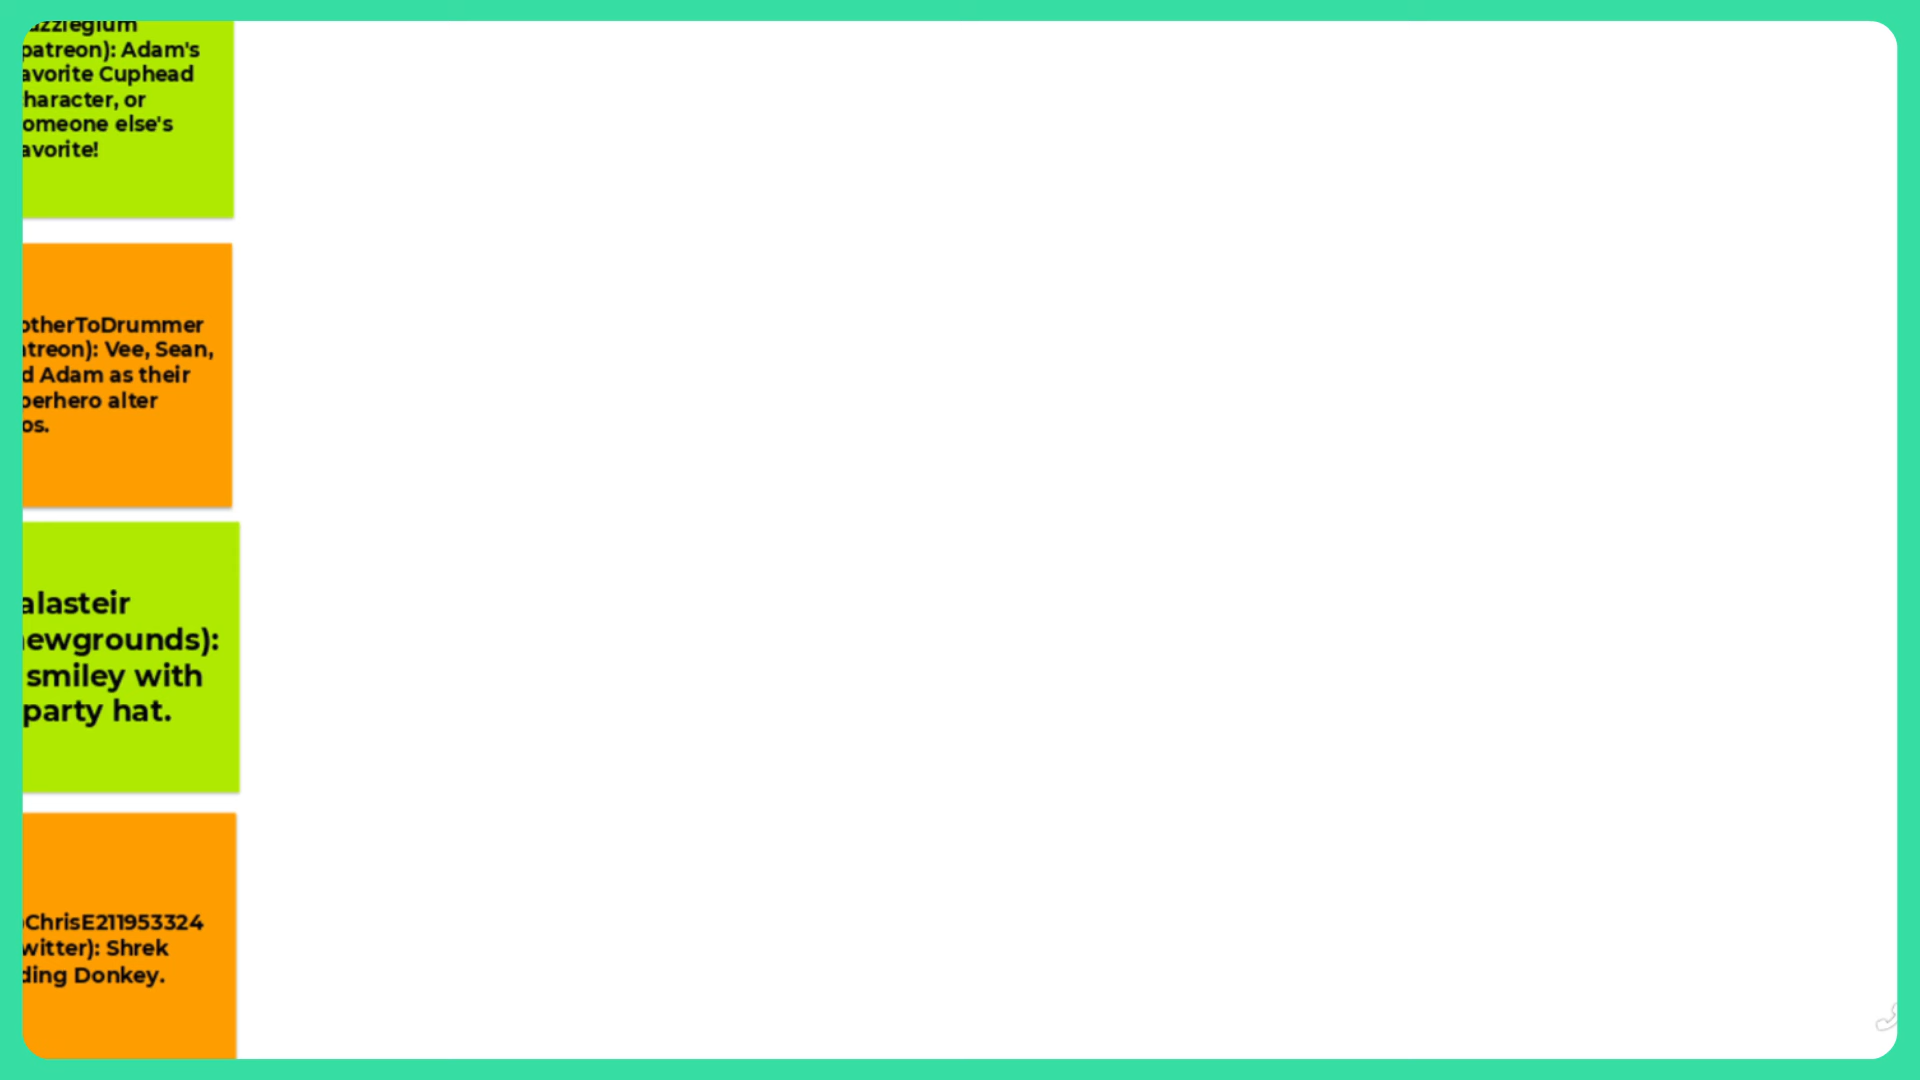 patreon): Adam's
avorite Cuphead
haracter, or
omeone else's
avorite!
otherToDrummer
treon): Vee, Sean,
d Adam as their
perhero alter
os.
alasteir
ewgrounds):
smiley with
party hat.
ChrisE211953324
witter): Shrek
ding Donkey.